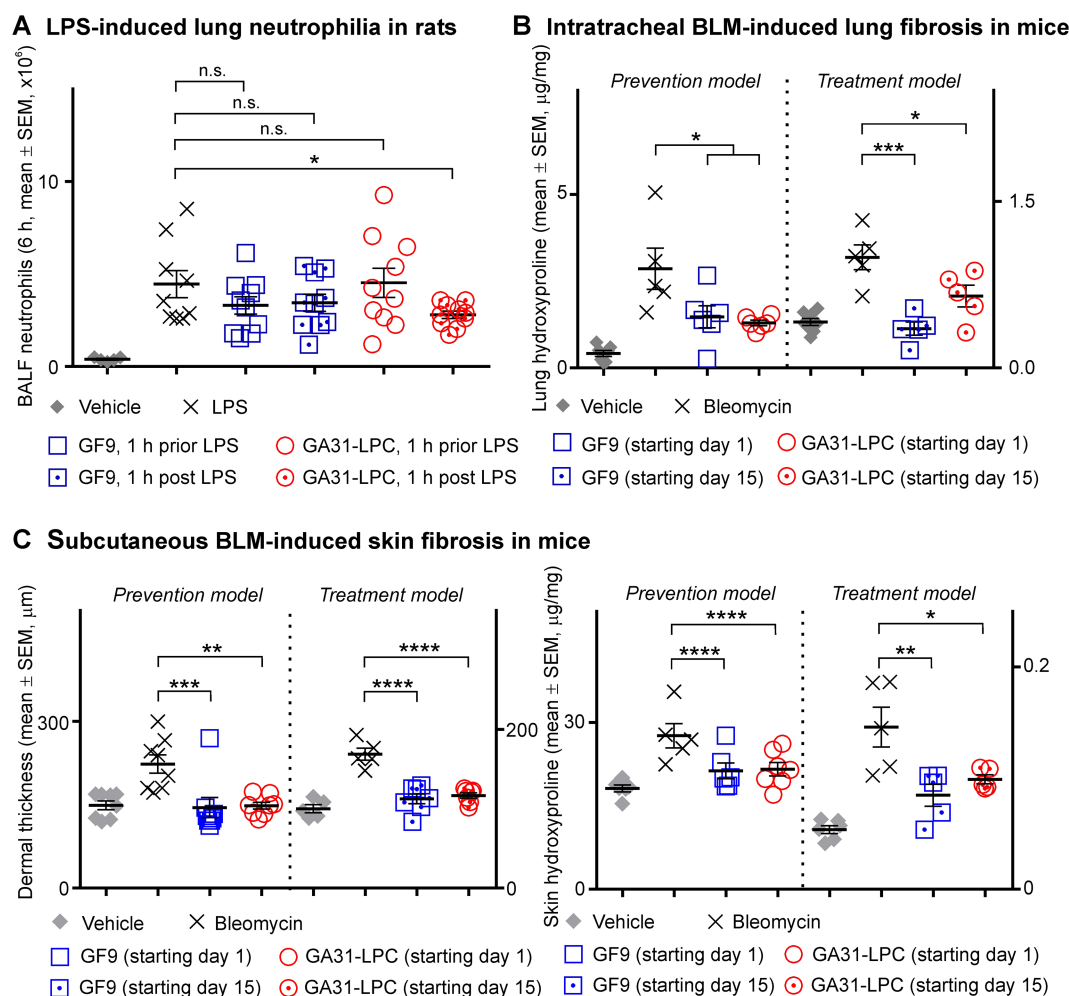 A LPS-induced lung neutrophilia in rats
BALF neutrophils (6 h, mean ± SEM, x10⁶)
10
0
n.s.
n.s.
n.s.
*
Vehicle
LPS
GF9, 1 h prior LPS
GA31-LPC, 1 h prior LPS
GF9, 1 h post LPS
GA31-LPC, 1 h post LPS
B Intratracheal BLM-induced lung fibrosis in mice
Lung hydroxyproline (mean ± SEM, µg/mg)
Prevention model
Treatment model
5
0
1.5
0.0
*
*
***
Vehicle
Bleomycin
GF9 (starting day 1)
GA31-LPC (starting day 1)
GF9 (starting day 15)
GA31-LPC (starting day 15)
C Subcutaneous BLM-induced skin fibrosis in mice
Dermal thickness (mean ± SEM, µm)
Prevention model
Treatment model
300
0
200
0
**
***
****
****
Vehicle
Bleomycin
GF9 (starting day 1)
GA31-LPC (starting day 1)
GF9 (starting day 15)
GA31-LPC (starting day 15)
Skin hydroxyproline (mean ± SEM, µg/mg)
Prevention model
Treatment model
30
0
0.2
0
****
****
*
**
Vehicle
Bleomycin
GF9 (starting day 1)
GA31-LPC (starting day 1)
GF9 (starting day 15)
GA31-LPC (starting day 15)